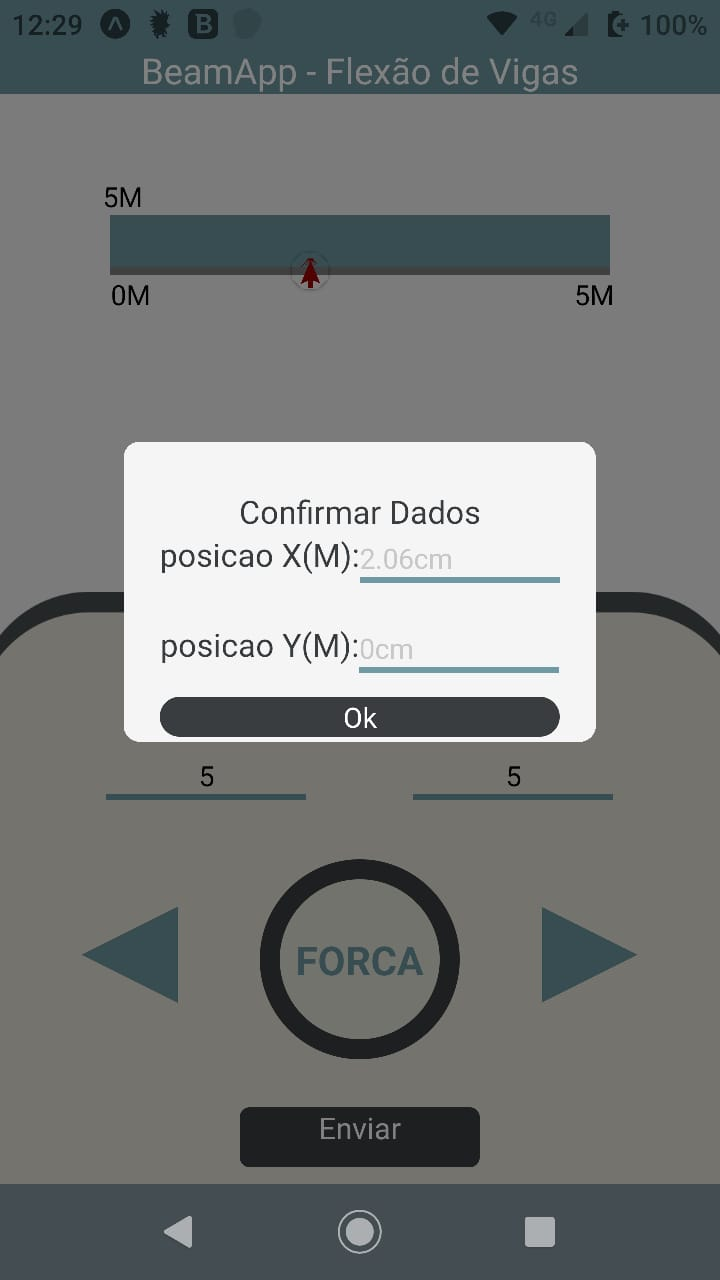 12:29 B 4G 100%
BeamApp - Flexão de Vigas
5M
0M 5M
Confirmar Dados
posicao X(M):2.06cm
posicao Y(M):0cm
Ok
5 5
FORCA
Enviar